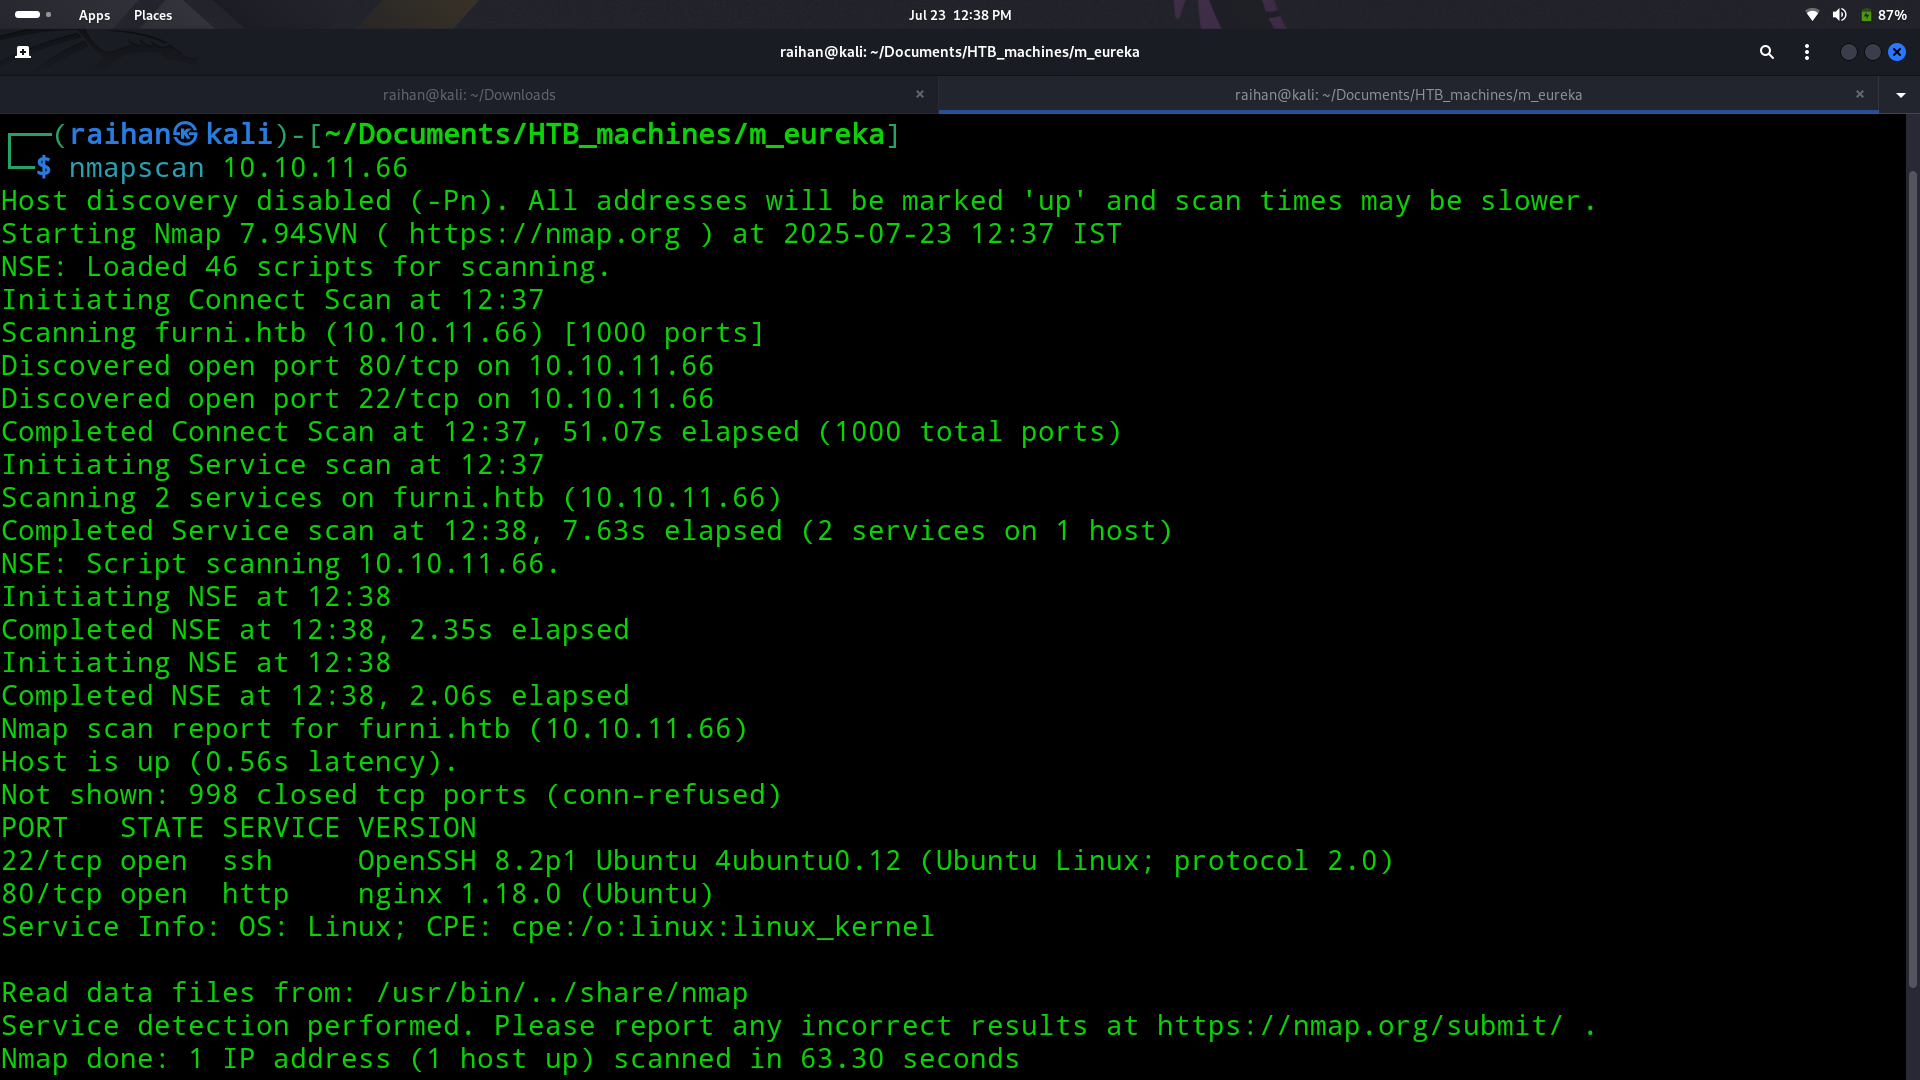 Apps Places Jul 23 12:38 PM 87%
raihan@kali: ~/Documents/HTB_machines/m_eureka
raihan@kali: ~/Downloads raihan@kali: ~/Documents/HTB_machines/m_eureka
┌──(raihan㉿kali)-[~/Documents/HTB_machines/m_eureka]
└─$ nmapscan 10.10.11.66
Host discovery disabled (-Pn). All addresses will be marked 'up' and scan times may be slower.
Starting Nmap 7.94SVN ( https://nmap.org ) at 2025-07-23 12:37 IST
NSE: Loaded 46 scripts for scanning.
Initiating Connect Scan at 12:37
Scanning furni.htb (10.10.11.66) [1000 ports]
Discovered open port 80/tcp on 10.10.11.66
Discovered open port 22/tcp on 10.10.11.66
Completed Connect Scan at 12:37, 51.07s elapsed (1000 total ports)
Initiating Service scan at 12:37
Scanning 2 services on furni.htb (10.10.11.66)
Completed Service scan at 12:38, 7.63s elapsed (2 services on 1 host)
NSE: Script scanning 10.10.11.66.
Initiating NSE at 12:38
Completed NSE at 12:38, 2.35s elapsed
Initiating NSE at 12:38
Completed NSE at 12:38, 2.06s elapsed
Nmap scan report for furni.htb (10.10.11.66)
Host is up (0.56s latency).
Not shown: 998 closed tcp ports (conn-refused)
PORT   STATE SERVICE VERSION
22/tcp open  ssh     OpenSSH 8.2p1 Ubuntu 4ubuntu0.12 (Ubuntu Linux; protocol 2.0)
80/tcp open  http    nginx 1.18.0 (Ubuntu)
Service Info: OS: Linux; CPE: cpe:/o:linux:linux_kernel
Read data files from: /usr/bin/../share/nmap
Service detection performed. Please report any incorrect results at https://nmap.org/submit/ .
Nmap done: 1 IP address (1 host up) scanned in 63.30 seconds